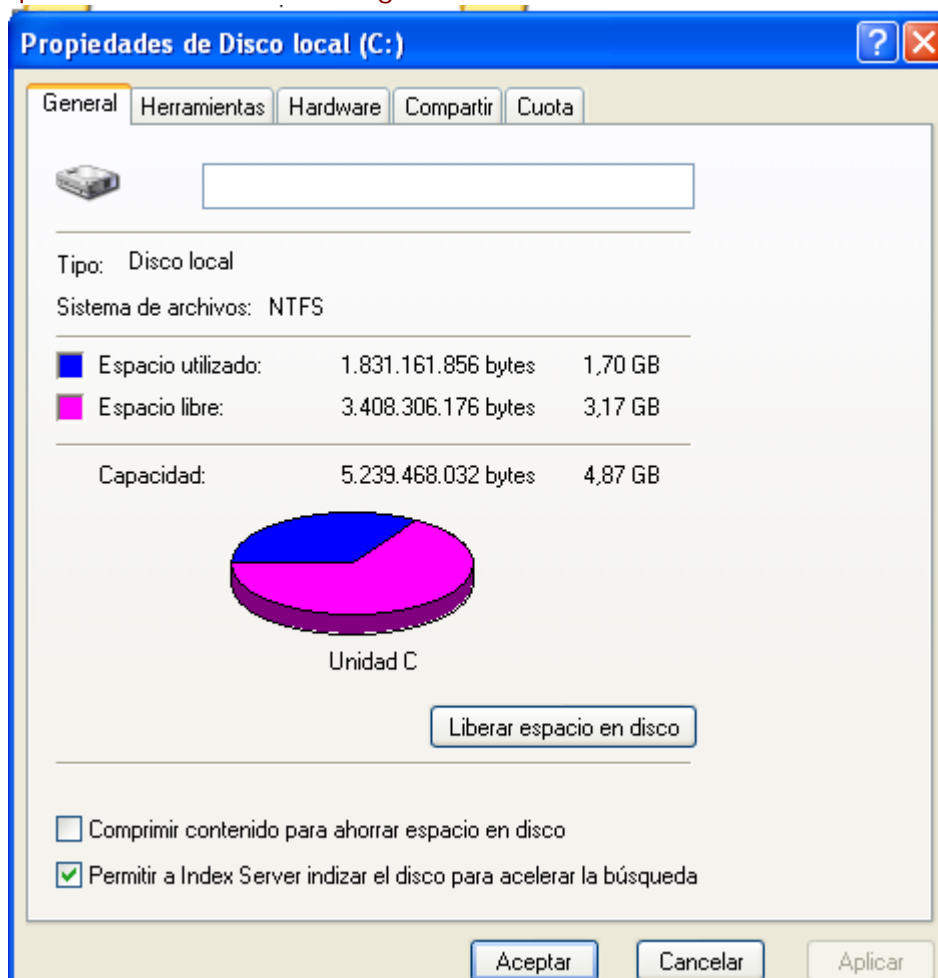 Propiedades de Disco local (C:)
General Herramientas Hardware Compartir Cuota
Tipo: Disco local
Sistema de archivos: NTFS
Espacio utilizado: 1.831.161.856 bytes 1,70 GB
Espacio libre: 3.408.306.176 bytes 3,17 GB
Capacidad: 5.239.468.032 bytes 4,87 GB
Unidad C
Liberar espacio en disco
Comprimir contenido para ahorrar espacio en disco
Permitir a Index Server indizar el disco para acelerar la búsqueda
Aceptar Cancelar Aplicar